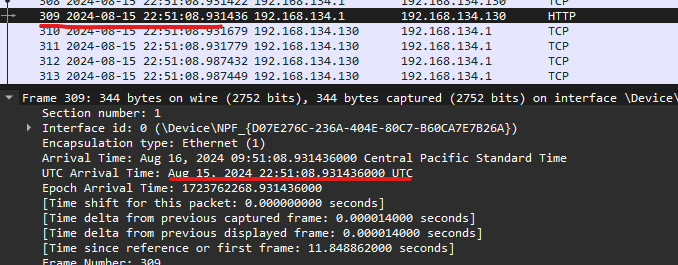 308 2024-08-15 22:51:08.931422 192.168.134.1 192.168.134.130 TCP
309 2024-08-15 22:51:08.931436 192.168.134.1 192.168.134.130 HTTP
310 2024-08-15 22:51:08.931679 192.168.134.130 192.168.134.1 TCP
311 2024-08-15 22:51:08.931779 192.168.134.130 192.168.134.1 TCP
312 2024-08-15 22:51:08.987432 192.168.134.130 192.168.134.1 TCP
313 2024-08-15 22:51:08.987449 192.168.134.130 192.168.134.1 TCP
Frame 309: 344 bytes on wire (2752 bits), 344 bytes captured (2752 bits) on interface \Device\
Section number: 1
Interface id: 0 (\Device\NPF_{D07E276C-236A-404E-80C7-B60CA7E7B26A})
Encapsulation type: Ethernet (1)
Arrival Time: Aug 16, 2024 09:51:08.931436000 Central Pacific Standard Time
UTC Arrival Time: Aug 15, 2024 22:51:08.931436000 UTC
Epoch Arrival Time: 1723762268.931436000
[Time shift for this packet: 0.000000000 seconds]
[Time delta from previous captured frame: 0.000014000 seconds]
[Time delta from previous displayed frame: 0.000014000 seconds]
[Time since reference or first frame: 11.848862000 seconds]
Frame Number: 309